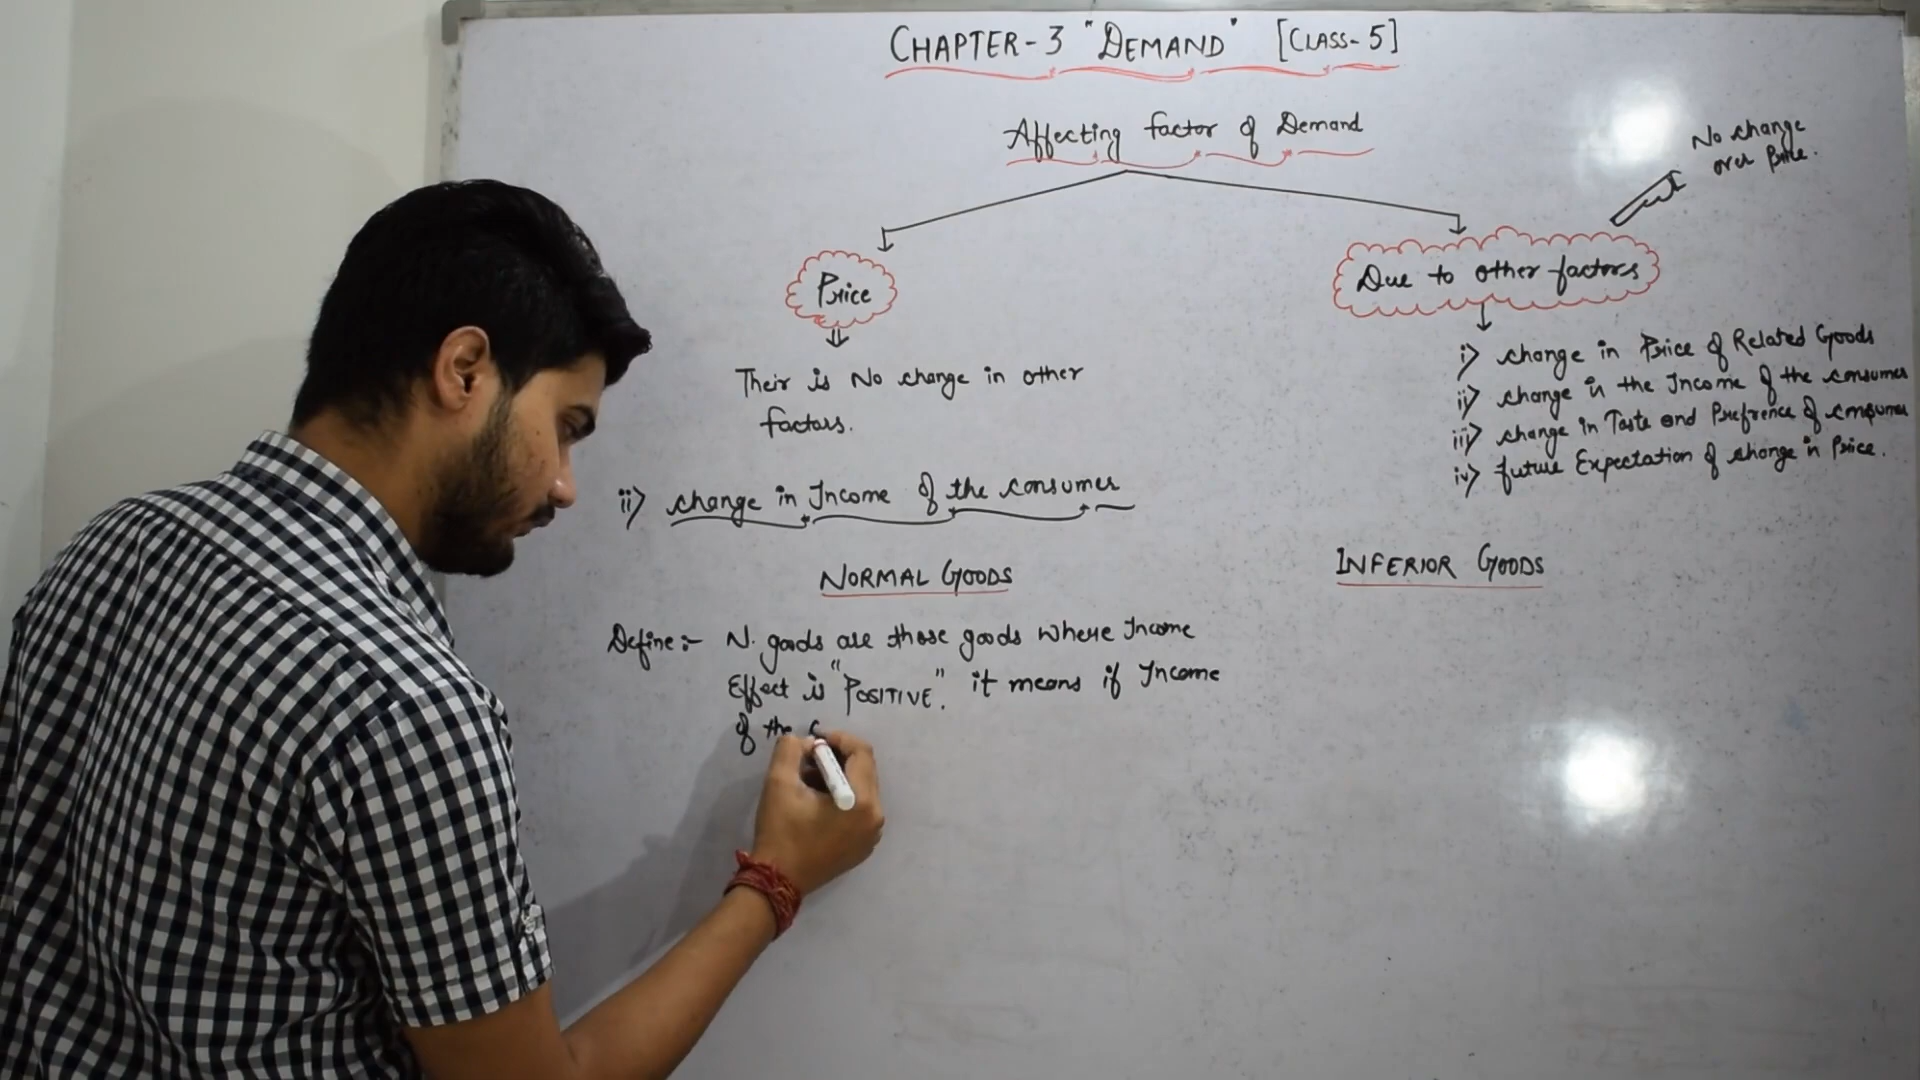 CHAPTER-3 "DEMAND" [CLASS-5]
Affecting factor of Demand
No change
over Price.
Price
Due to other factors
Their is No change in other
factors.
i) change in Price of Related Goods
ii) change in the Income of the consumer
iii) change in Taste and Prefrence of consumer
iv) future Expectation of change in Price.
ii) change in Income of the consumer
NORMAL GOODS
INFERIOR GOODS
Define:- N. goods are those goods where Income
Effect is "POSITIVE". it means if Income
of the